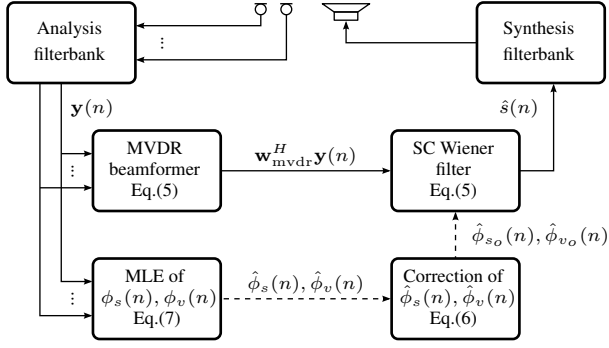 Analysis
filterbank
⋮
Synthesis
filterbank
y(n)
ŝ(n)
MVDR
beamformer
Eq.(5)
w^H_mvdr y(n)
SC Wiener
filter
Eq.(5)
⋮
ϕ̂_{s_o}(n), ϕ̂_{v_o}(n)
MLE of
ϕ_s(n), ϕ_v(n)
Eq.(7)
ϕ̂_s(n), ϕ̂_v(n)
Correction of
ϕ̂_s(n), ϕ̂_v(n)
Eq.(6)
⋮